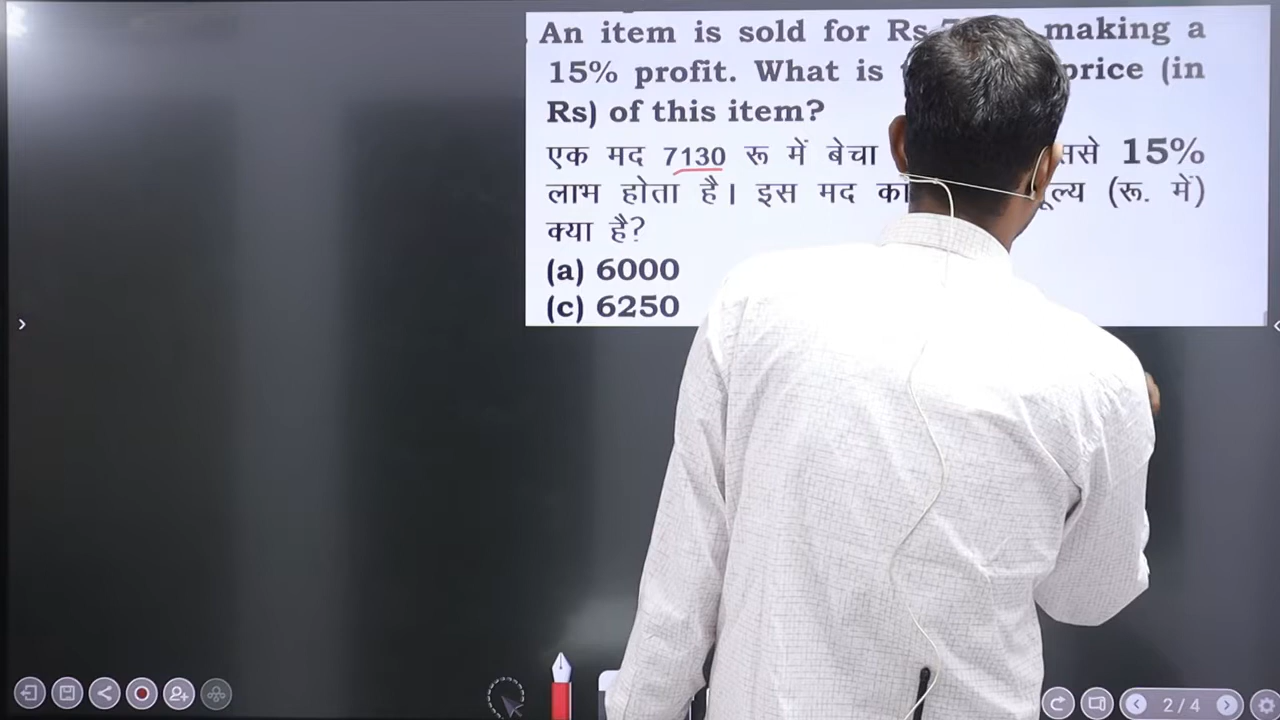 An item is sold for Rs making a
15% profit. What is price (in
Rs) of this item?
एक मद 7130 रू में बेचा 15%
लाभ होता है। इस मद का (रू. में)
क्या है?
(a) 6000
(c) 6250
2 / 4